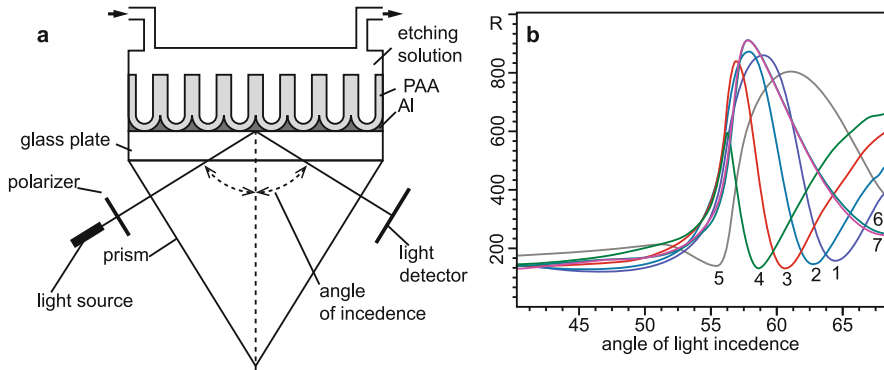 a
etching
solution
PAA
Al
glass plate
polarizer
prism
light source
light
detector
angle
of incedence
b
R
800
600
400
200
5
4
3
2
1
6
7
45
50
55
60
65
angle of light incedence